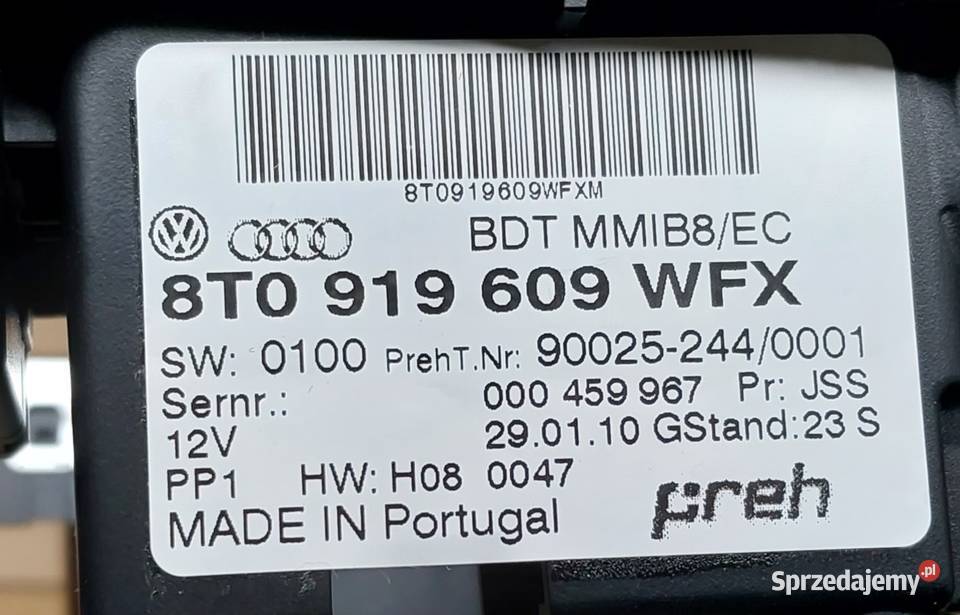 8T0919609WFXM
BDT MMIB8/EC
8T0 919 609 WFX
SW: 0100 PrehT.Nr: 90025-244/0001
Sernr.: 000 459 967 Pr: JSS
12V 29.01.10 GStand:23 S
PP1 HW: H08 0047
preh
MADE IN Portugal
Sprzedajemy.pl